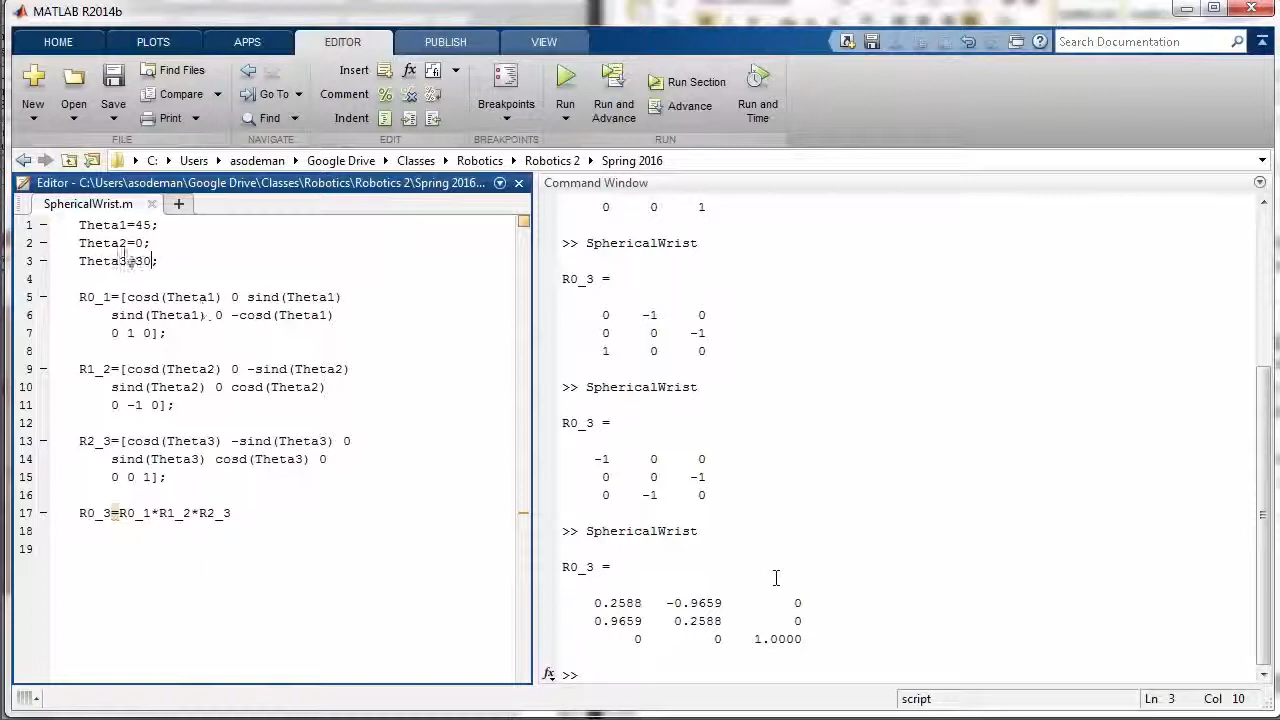 MATLAB R2014b
HOME PLOTS APPS EDITOR PUBLISH VIEW Search Documentation
New Open Save Find Files Compare Print
FILE
Go To Find
NAVIGATE
Insert fx
Comment
Indent
EDIT
Breakpoints
BREAKPOINTS
Run Run and Advance Run Section Advance Run and Time
RUN
C: Users asodeman Google Drive Classes Robotics Robotics 2 Spring 2016
Editor - C:\Users\asodeman\Google Drive\Classes\Robotics\Robotics 2\Spring 2016...
SphericalWrist.m
1 – Theta1=45;
2 – Theta2=0;
3 – Theta3=30;
4
5 – R0_1=[cosd(Theta1) 0 sind(Theta1)
6 sind(Theta1) 0 -cosd(Theta1)
7 0 1 0];
8
9 – R1_2=[cosd(Theta2) 0 -sind(Theta2)
10 sind(Theta2) 0 cosd(Theta2)
11 0 -1 0];
12
13 – R2_3=[cosd(Theta3) -sind(Theta3) 0
14 sind(Theta3) cosd(Theta3) 0
15 0 0 1];
16
17 – R0_3=R0_1*R1_2*R2_3
18
19
Command Window
0 0 1
>> SphericalWrist
R0_3 =
0 -1 0
0 0 -1
1 0 0
>> SphericalWrist
R0_3 =
-1 0 0
0 0 -1
0 -1 0
>> SphericalWrist
R0_3 =
0.2588 -0.9659 0
0.9659 0.2588 0
0 0 1.0000
fx >>
script Ln 3 Col 10